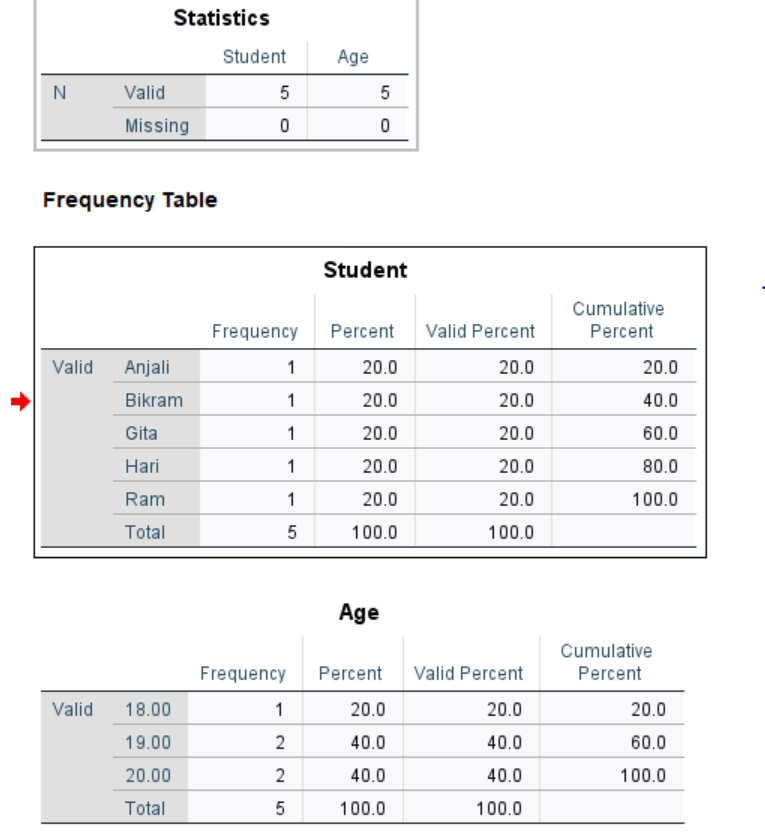 Statistics
Student Age
N Valid 5 5
Missing 0 0
Frequency Table
Student
Frequency Percent Valid Percent Cumulative Percent
Valid Anjali 1 20.0 20.0 20.0
Bikram 1 20.0 20.0 40.0
Gita 1 20.0 20.0 60.0
Hari 1 20.0 20.0 80.0
Ram 1 20.0 20.0 100.0
Total 5 100.0 100.0
Age
Frequency Percent Valid Percent Cumulative Percent
Valid 18.00 1 20.0 20.0 20.0
19.00 2 40.0 40.0 60.0
20.00 2 40.0 40.0 100.0
Total 5 100.0 100.0